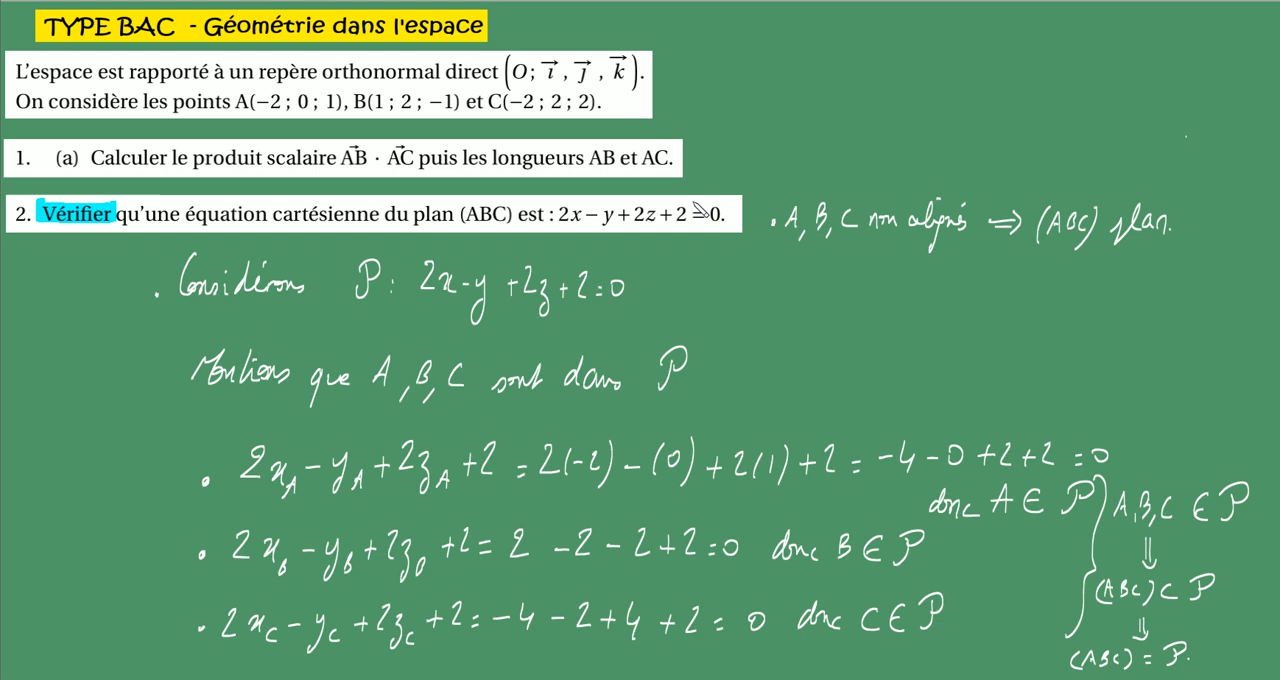 TYPE BAC - Géométrie dans l'espace
L'espace est rapporté à un repère orthonormal direct (O; i⃗, j⃗, k⃗).
On considère les points A(−2 ; 0 ; 1), B(1 ; 2 ; −1) et C(−2 ; 2 ; 2).
1. (a) Calculer le produit scalaire AB⃗ · AC⃗ puis les longueurs AB et AC.
2. Vérifier qu'une équation cartésienne du plan (ABC) est : 2x − y + 2z + 2 = 0.
. A, B, C non alignés ⇒ (ABC) plan.
. Considérons P : 2x - y + 2z + 2 = 0
Montrons que A, B, C sont dans P
. 2x_A - y_A + 2z_A + 2 = 2(-2) - (0) + 2(1) + 2 = -4 - 0 + 2 + 2 = 0
donc A ∈ P
. 2x_B - y_B + 2z_B + 2 = 2 - 2 - 2 + 2 = 0 donc B ∈ P
. 2x_C - y_C + 2z_C + 2 = -4 - 2 + 4 + 2 = 0 donc C ∈ P
A, B, C ∈ P
⇓
(ABC) ⊂ P
⇓
(ABC) = P.